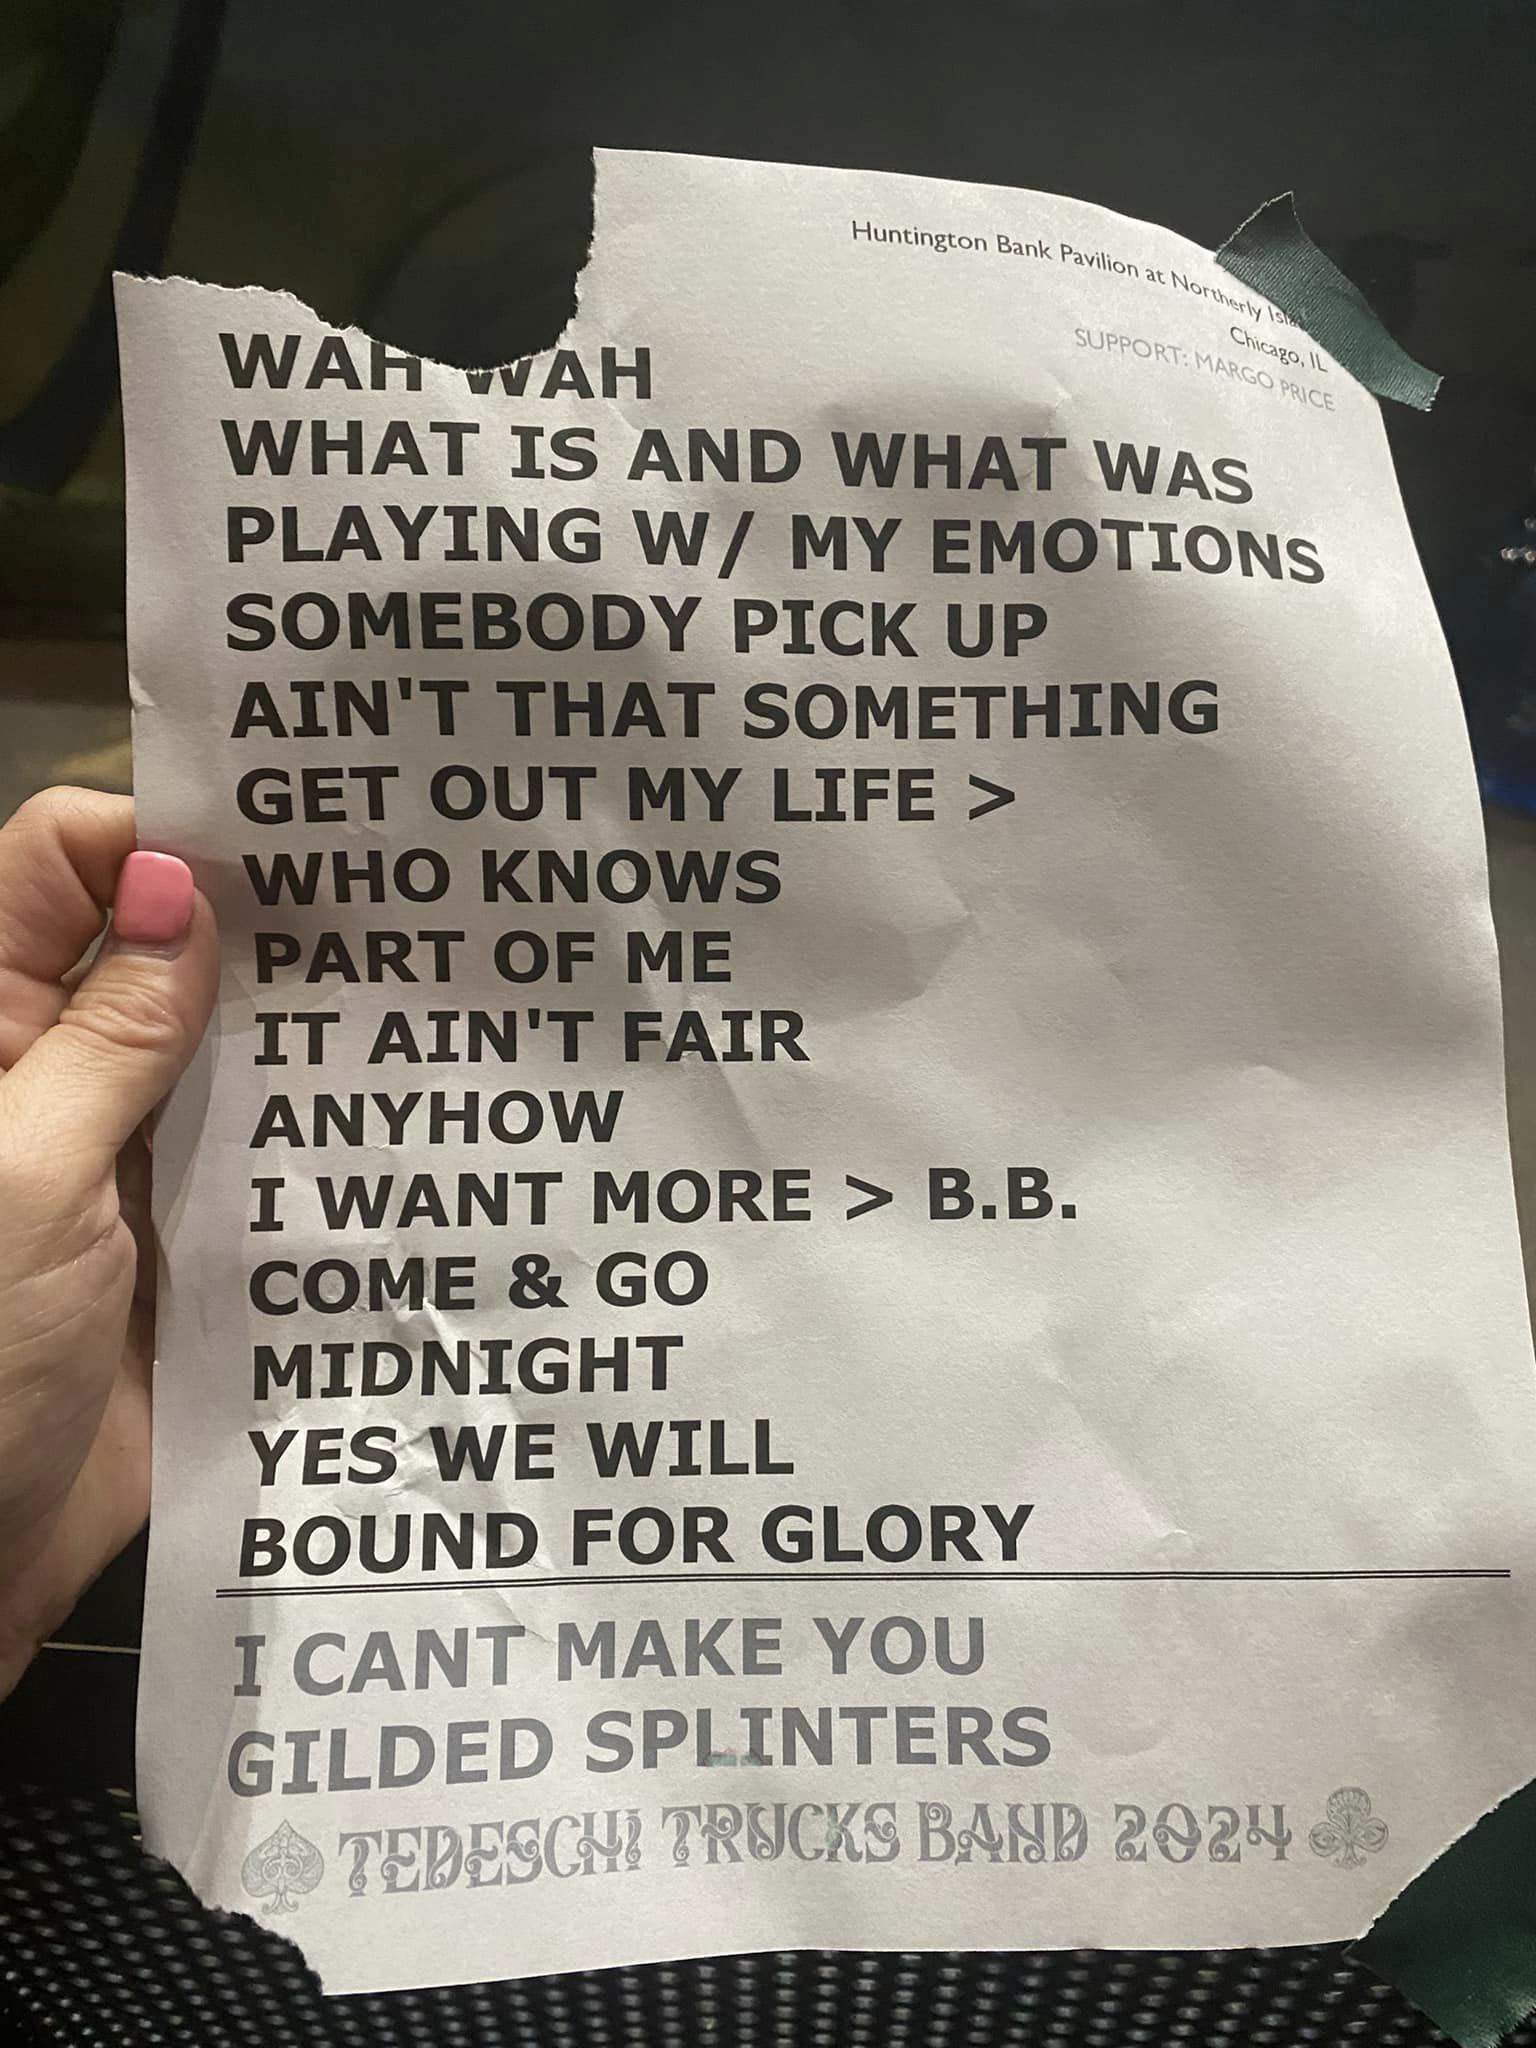 Huntington Bank Pavilion at Northerly
Chicago, IL
SUPPORT: MARGO PRICE
WAH WAH
WHAT IS AND WHAT WAS
PLAYING W/ MY EMOTIONS
SOMEBODY PICK UP
AIN'T THAT SOMETHING
GET OUT MY LIFE >
WHO KNOWS
PART OF ME
IT AIN'T FAIR
ANYHOW
I WANT MORE > B.B.
COME & GO
MIDNIGHT
YES WE WILL
BOUND FOR GLORY
I CANT MAKE YOU
GILDED SPLINTERS
TEDESCHI TRUCKS BAND 2024